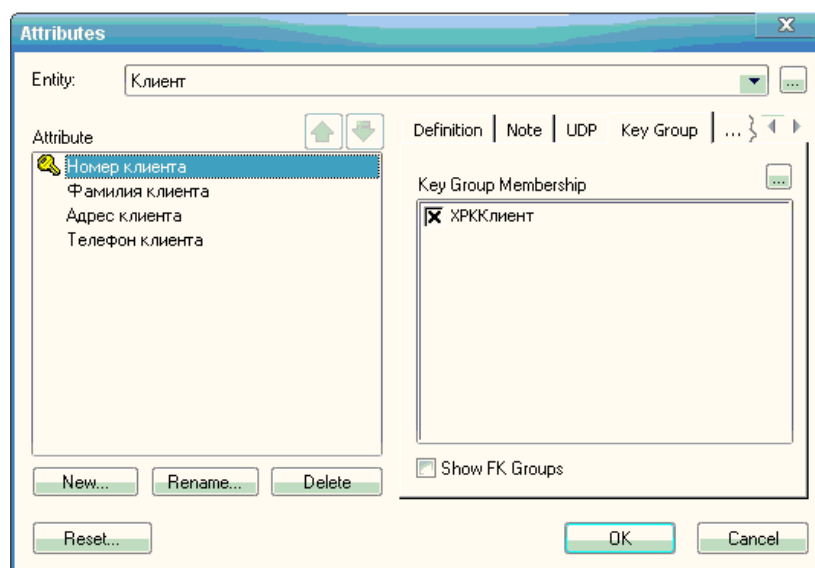 Attributes
Entity: Клиент ...
Attribute
Номер клиента
Фамилия клиента
Адрес клиента
Телефон клиента
Definition Note UDP Key Group ...
Key Group Membership ...
XPKКлиент
Show FK Groups
New... Rename... Delete
Reset... OK Cancel